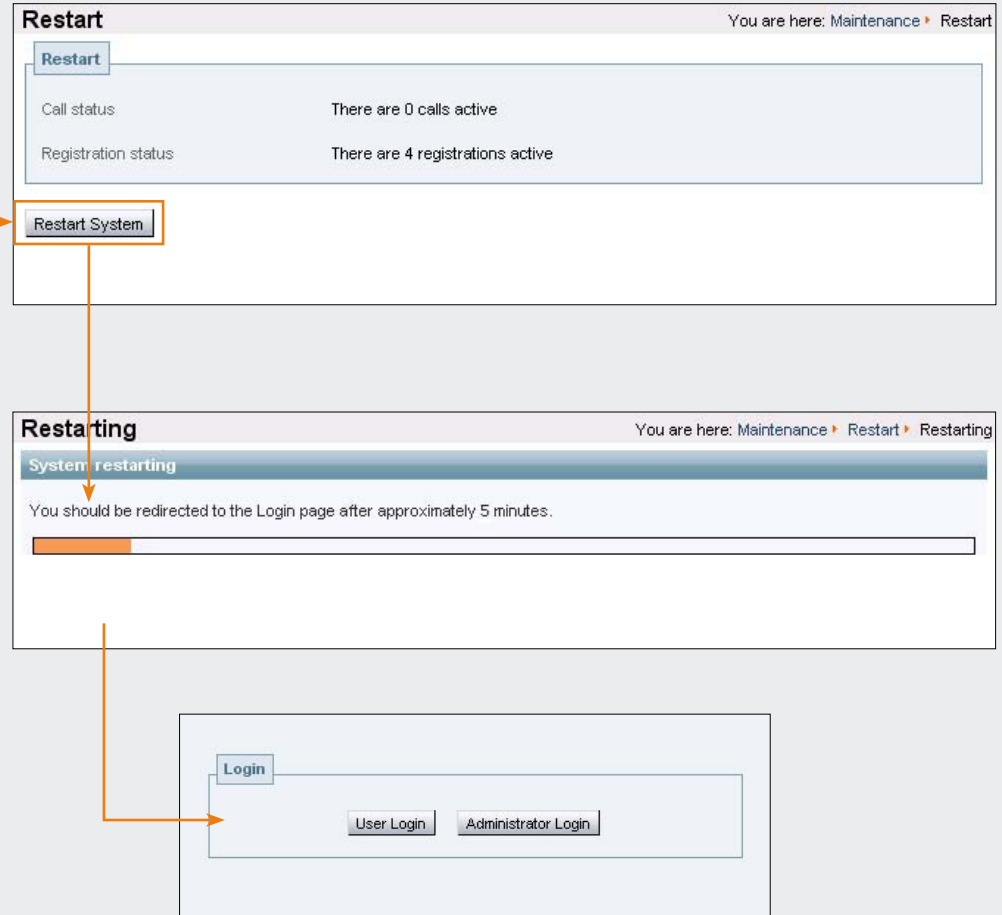 Restart
You are here: Maintenance Restart
Restart
Call status There are 0 calls active
Registration status There are 4 registrations active
Restart System
Restarting
You are here: Maintenance Restart Restarting
System restarting
You should be redirected to the Login page after approximately 5 minutes.
Login
User Login Administrator Login